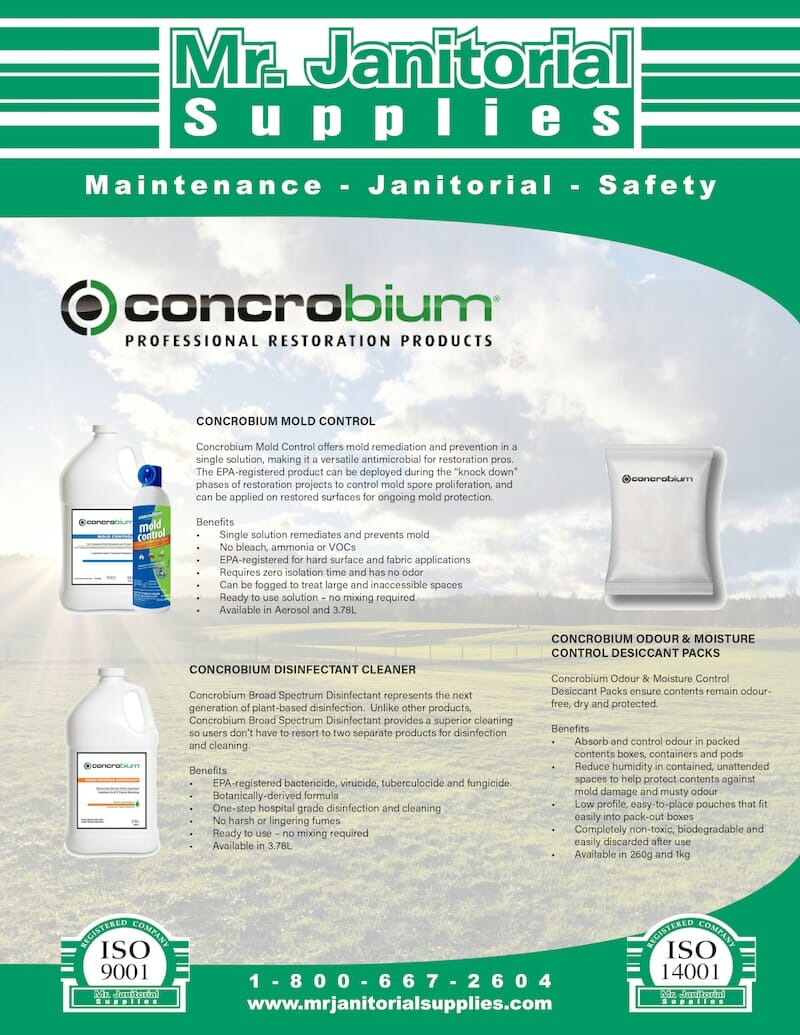 Mr. Janitorial
Supplies
Maintenance - Janitorial - Safety
concrobium®
PROFESSIONAL RESTORATION PRODUCTS
CONCROBIUM MOLD CONTROL
Concrobium Mold Control offers mold remediation and prevention in a
single solution, making it a versatile antimicrobial for restoration pros.
The EPA-registered product can be deployed during the “knock down”
phases of restoration projects to control mold spore proliferation, and
can be applied on restored surfaces for ongoing mold protection.
Benefits
• Single solution remediates and prevents mold
• No bleach, ammonia or VOCs
• EPA-registered for hard surface and fabric applications
• Requires zero isolation time and has no odor
• Can be fogged to treat large and inaccessible spaces
• Ready to use solution – no mixing required
• Available in Aerosol and 3.78L
concrobium
MOLD CONTROL
mold
control
CONCROBIUM DISINFECTANT CLEANER
Concrobium Broad Spectrum Disinfectant represents the next
generation of plant-based disinfection. Unlike other products,
Concrobium Broad Spectrum Disinfectant provides a superior cleaning
so users don’t have to resort to two separate products for disinfection
and cleaning.
Benefits
• EPA-registered bactericide, virucide, tuberculocide and fungicide.
• Botanically-derived formula
• One-step hospital grade disinfection and cleaning
• No harsh or lingering fumes
• Ready to use – no mixing required
• Available in 3.78L
concrobium
BROAD SPECTRUM DISINFECTANT
concrobium
CONCROBIUM ODOUR & MOISTURE
CONTROL DESICCANT PACKS
Concrobium Odour & Moisture Control
Desiccant Packs ensure contents remain odour-
free, dry and protected.
Benefits
• Absorb and control odour in packed
contents boxes, containers and pods
• Reduce humidity in contained, unattended
spaces to help protect contents against
mold damage and musty odour
• Low profile, easy-to-place pouches that fit
easily into pack-out boxes
• Completely non-toxic, biodegradable and
easily discarded after use
• Available in 260g and 1kg
REGISTERED COMPANY
ISO
9001
Mr. Janitorial
Supplies
1-800-667-2604
www.mrjanitorialsupplies.com
REGISTERED COMPANY
ISO
14001
Mr. Janitorial
Supplies